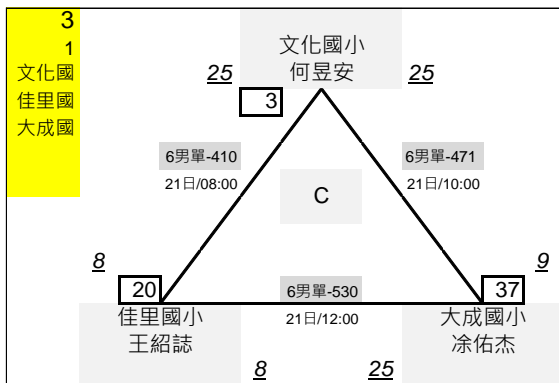 3
1
文化國
佳里國
大成國
文化國小
何昱安
25
25
3
6男單-410
21日/08:00
6男單-471
21日/10:00
C
8
9
20
6男單-530
37
佳里國小
王紹誌
21日/12:00
大成國小
凃佑杰
8
25